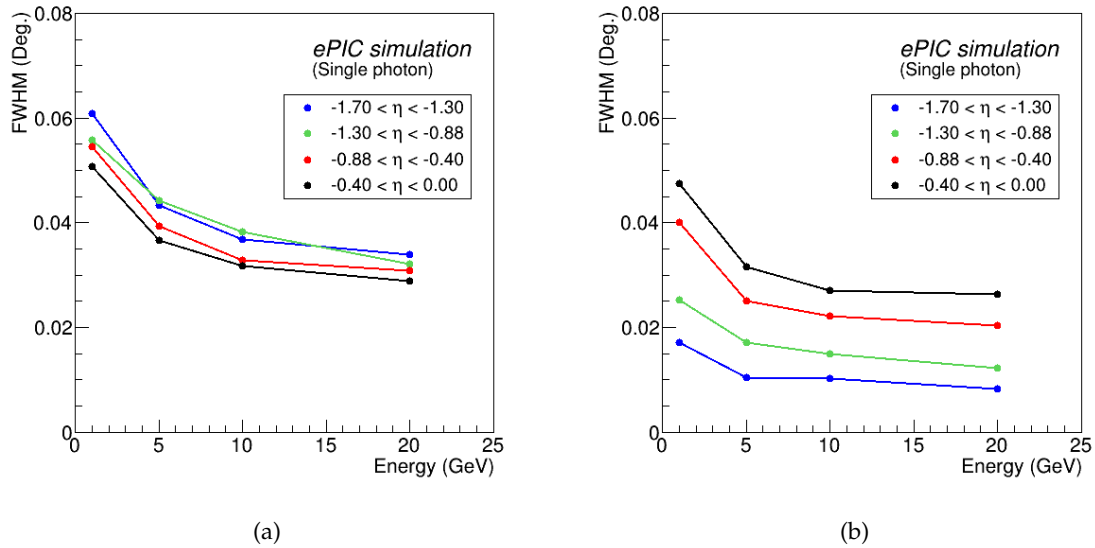 FWHM (Deg.)
0.08
0.06
0.04
0.02
0
ePIC simulation
(Single photon)
-1.70 < η < -1.30
-1.30 < η < -0.88
-0.88 < η < -0.40
-0.40 < η < 0.00
0 5 10 15 20 25
Energy (GeV)
(a)
FWHM (Deg.)
0.08
0.06
0.04
0.02
0
ePIC simulation
(Single photon)
-1.70 < η < -1.30
-1.30 < η < -0.88
-0.88 < η < -0.40
-0.40 < η < 0.00
0 5 10 15 20 25
Energy (GeV)
(b)